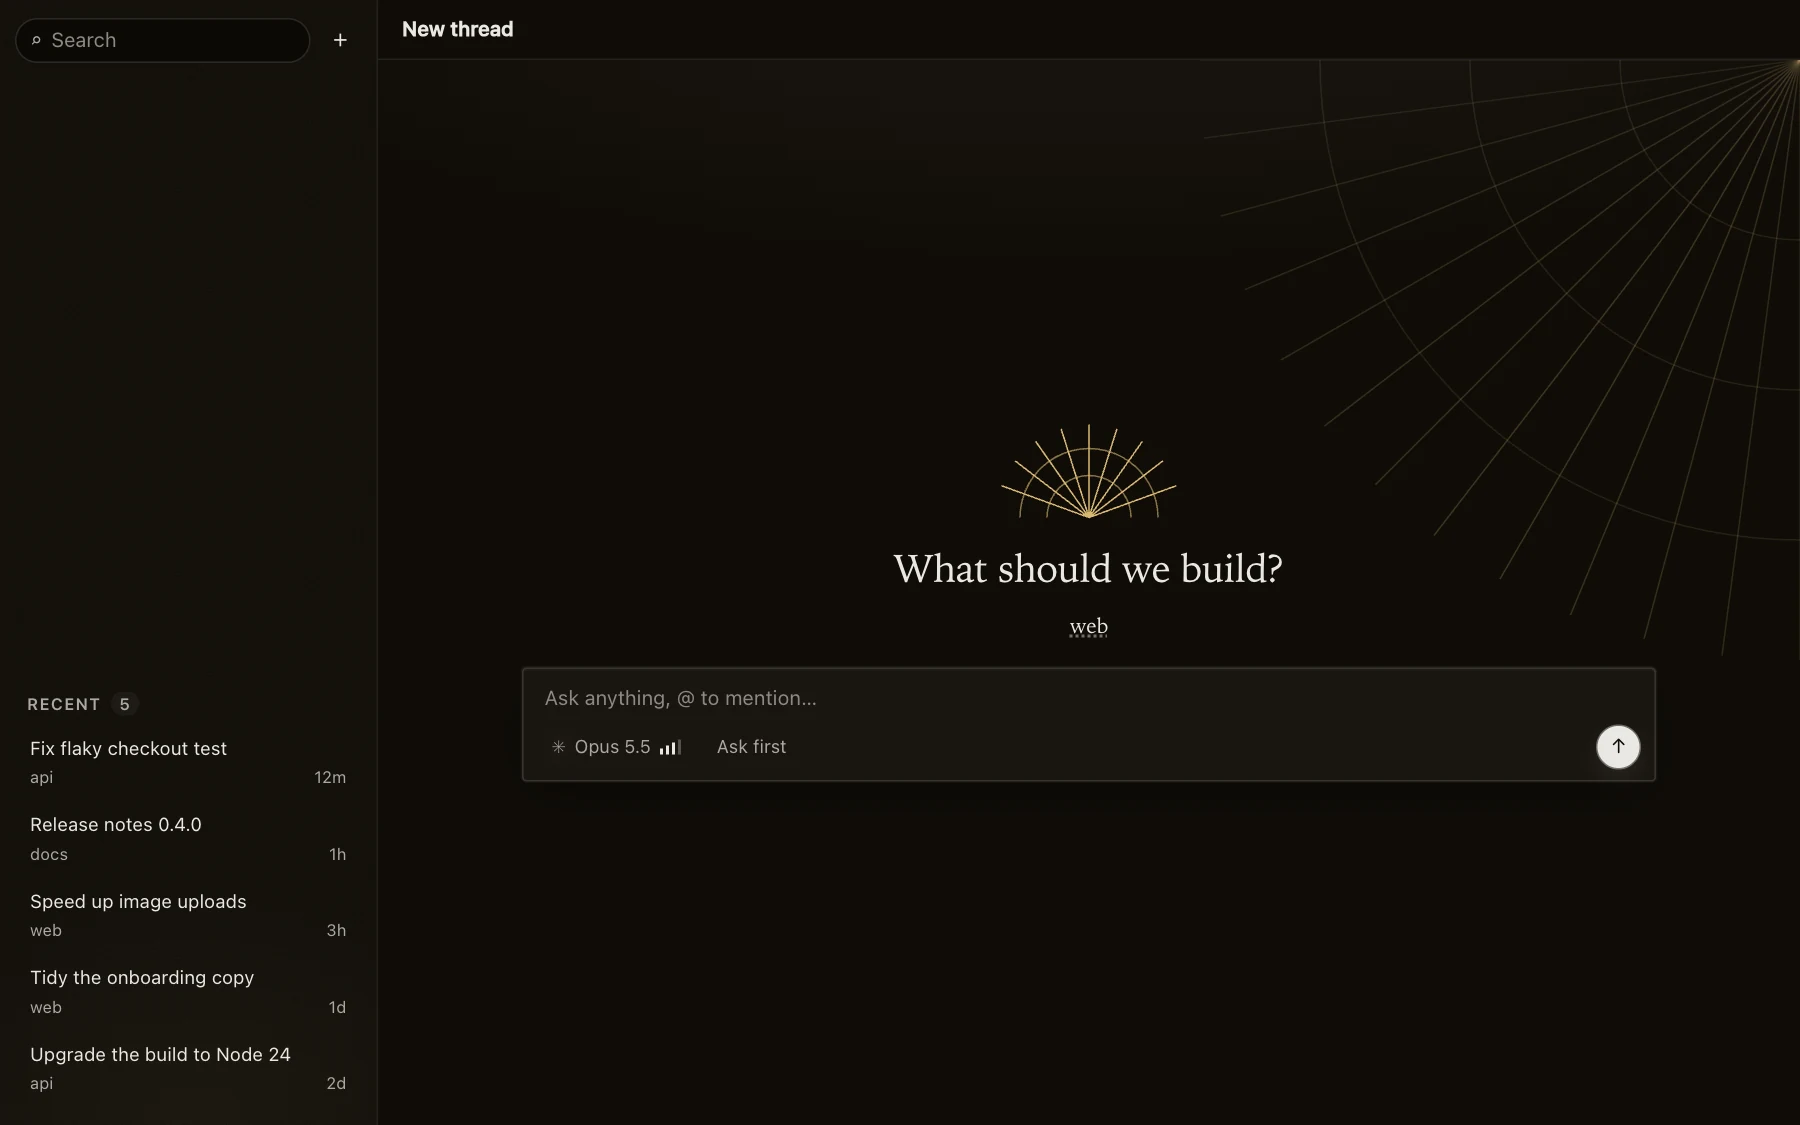 Search
+
New thread
What should we build?
web
Ask anything, @ to mention...
Opus 5.5
Ask first
RECENT 5
Fix flaky checkout test
api 12m
Release notes 0.4.0
docs 1h
Speed up image uploads
web 3h
Tidy the onboarding copy
web 1d
Upgrade the build to Node 24
api 2d